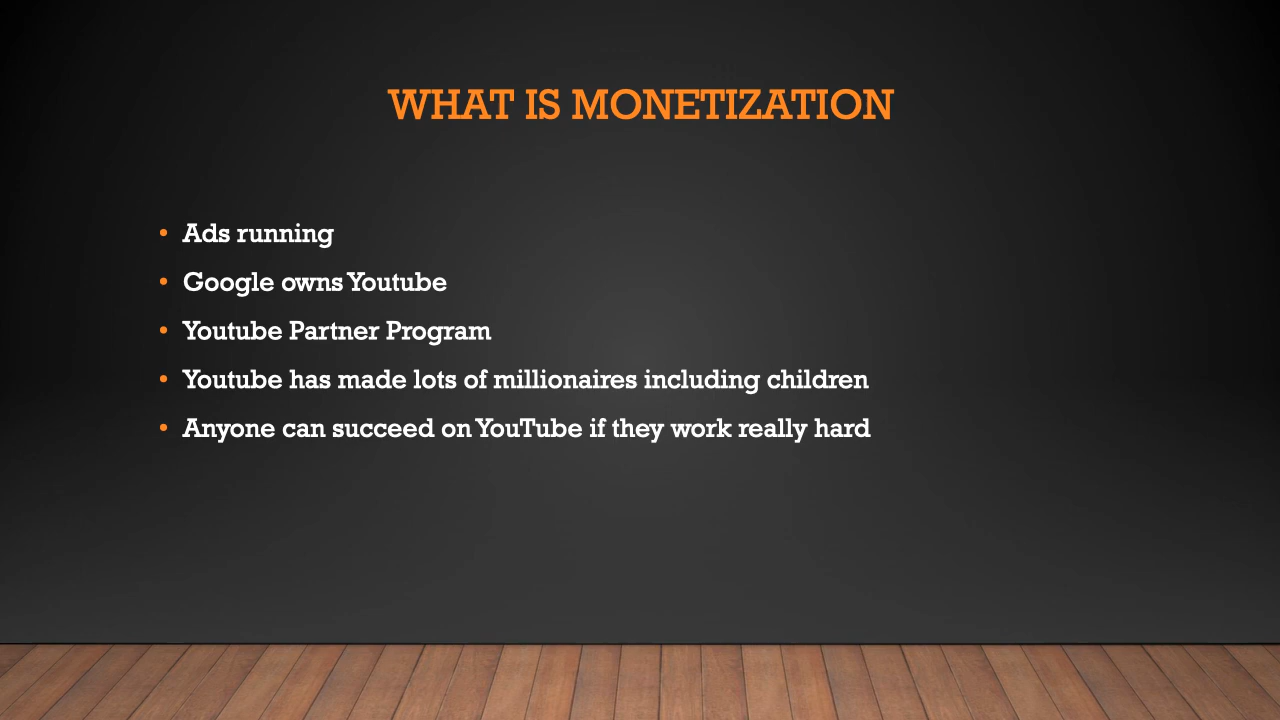 WHAT IS MONETIZATION
• Ads running
• Google owns Youtube
• Youtube Partner Program
• Youtube has made lots of millionaires including children
• Anyone can succeed on YouTube if they work really hard